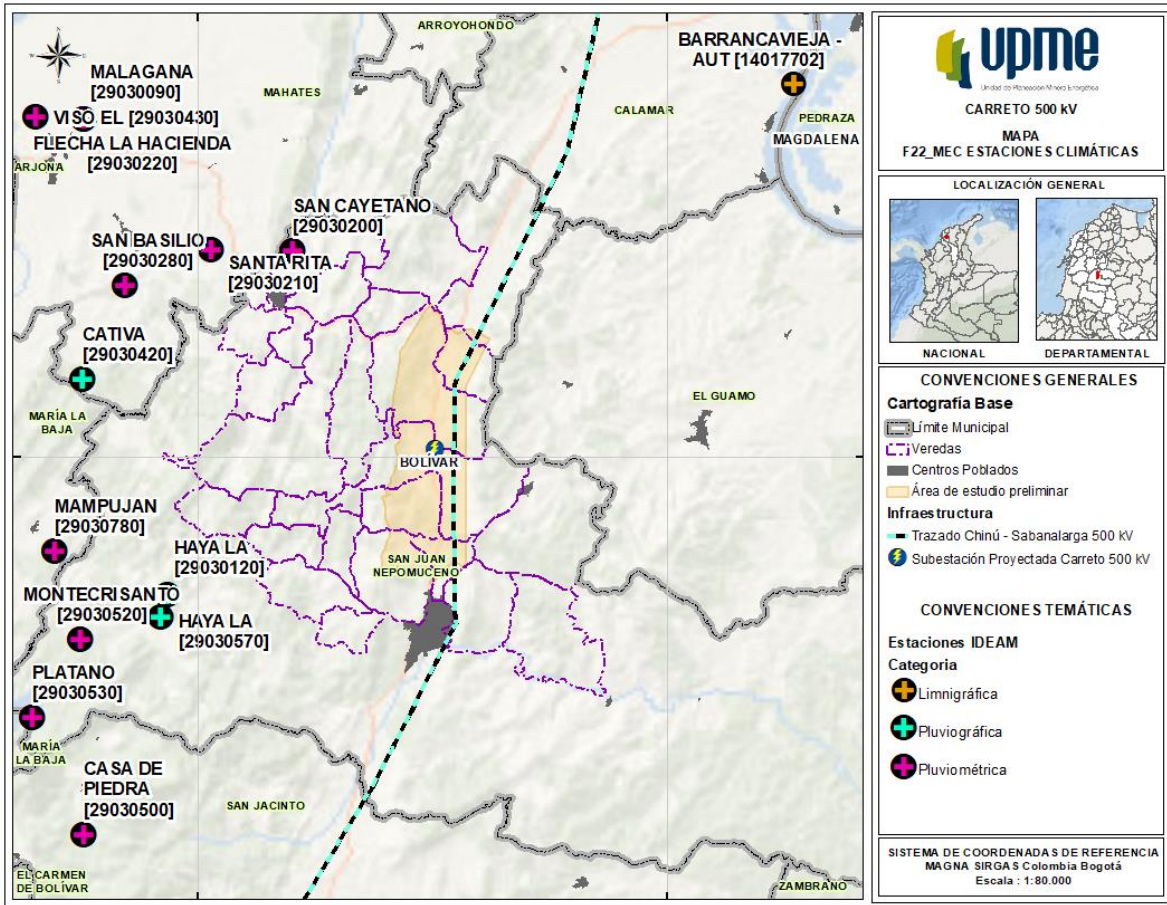 ARROYOHONDO
BARRANCAVIEJA -
AUT [14017702]
MALAGANA
[29030090]
MAHATES
CALAMAR
VISO EL [29030430]
PEDRAZA
FLECHA LA HACIENDA
[29030220]
MAGDALENA
ARJONA
SAN CAYETANO
[29030200]
SAN BASILIO
[29030280]
SANTA RITA
[29030210]
CATIVA
[29030420]
EL GUAMO
MARÍA LA
BAJA
BOLÍVAR
MAMPUJAN
[29030780]
HAYA LA
[29030120]
SAN JUAN
NEPOMUCENO
MONTECRISANTO
[29030520]
HAYA LA
[29030570]
PLATANO
[29030530]
MARÍA
LA BAJA
CASA DE
PIEDRA
[29030500]
SAN JACINTO
EL CARMEN
DE BOLÍVAR
ZAMBRANO
upme
Unidad de Planeación Minero Energética
CARRETO 500 kV
MAPA
F22_MEC ESTACIONES CLIMÁTICAS
LOCALIZACIÓN GENERAL
NACIONAL
DEPARTAMENTAL
CONVENCIONES GENERALES
Cartografía Base
Límite Municipal
Veredas
Centros Poblados
Área de estudio preliminar
Infraestructura
Trazado Chinú - Sabanalarga 500 kV
Subestación Proyectada Carreto 500 kV
CONVENCIONES TEMÁTICAS
Estaciones IDEAM
Categoria
Limnigráfica
Pluviográfica
Pluviométrica
SISTEMA DE COORDENADAS DE REFERENCIA
MAGNA SIRGAS Colombia Bogotá
Escala : 1:80.000